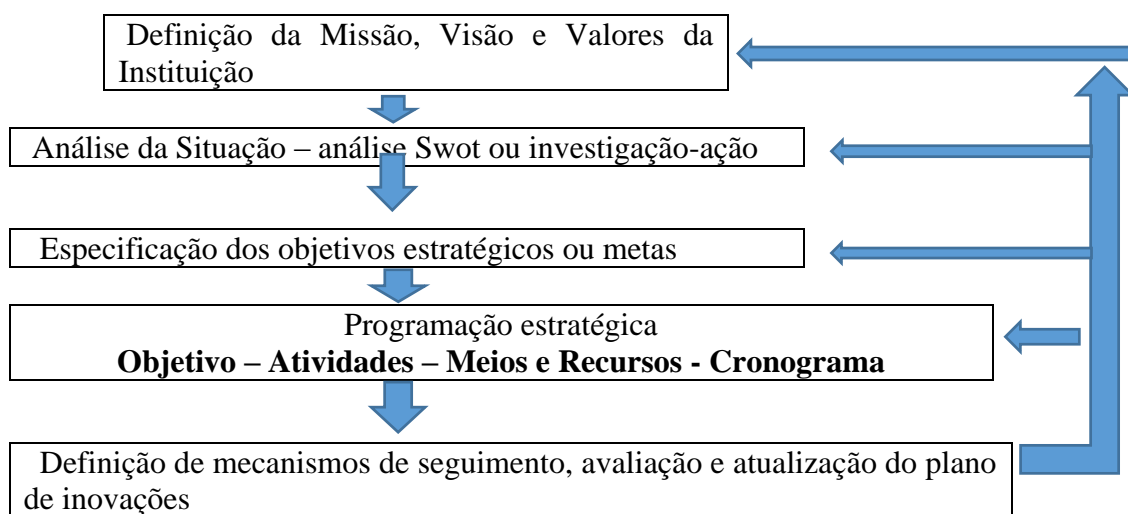 Definição da Missão, Visão e Valores da
Instituição
Análise da Situação – análise Swot ou investigação-ação
Especificação dos objetivos estratégicos ou metas
Programação estratégica
Objetivo – Atividades – Meios e Recursos - Cronograma
Definição de mecanismos de seguimento, avaliação e atualização do plano
de inovações